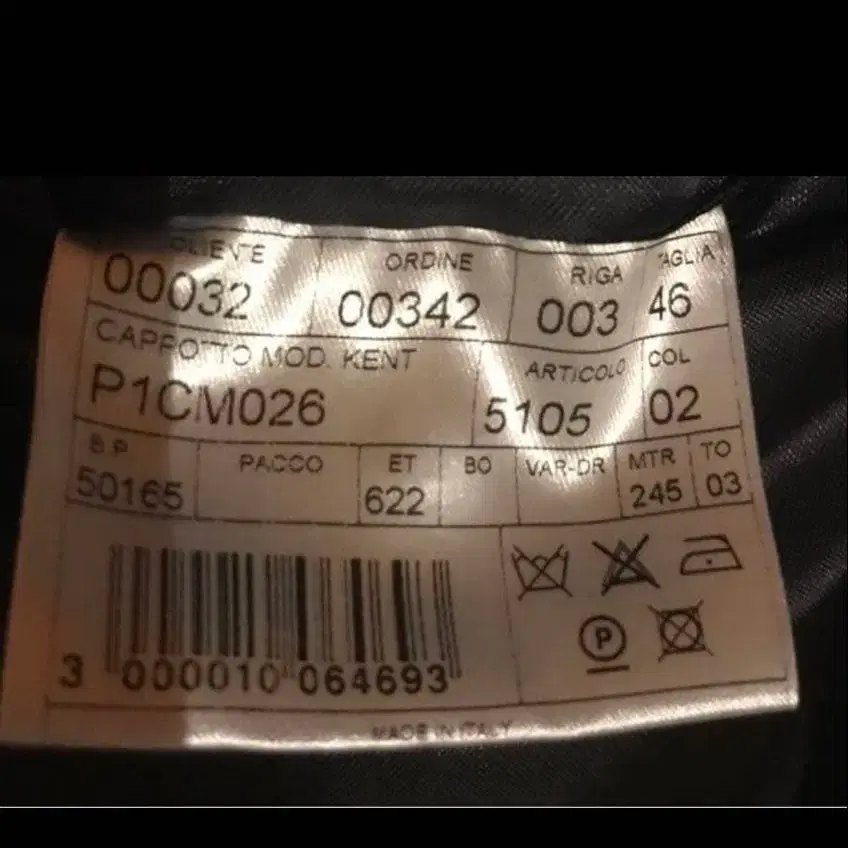 CLIENTE ORDINE RIGA TAGLIA
00032 00342 003 46
CAPPOTTO MOD. KENT ARTICOLO COL
P1CM026 5105 02
B.P PACCO ET BO VAR-DR MTR TO
50165 622 245 03
P
3 000010 064693
MADE IN ITALY